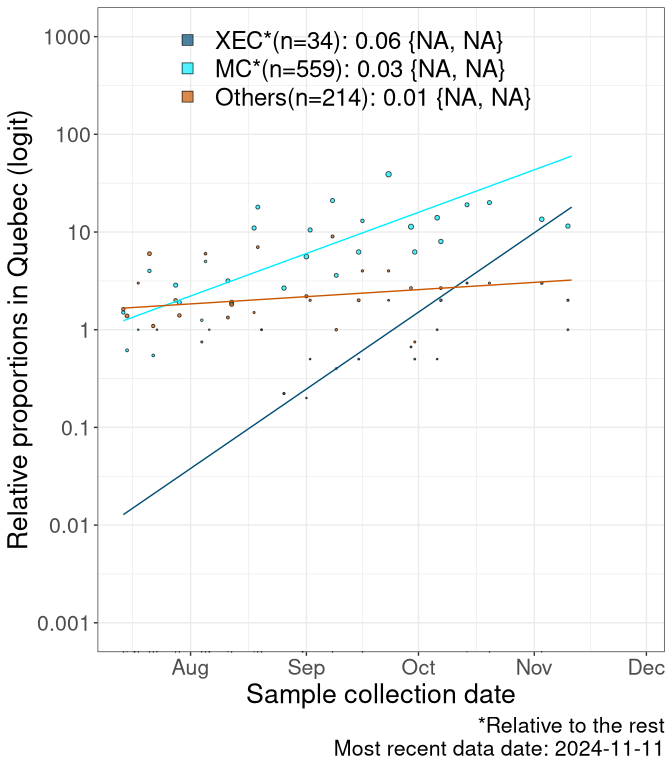 XEC*(n=34): 0.06 {NA, NA}
MC*(n=559): 0.03 {NA, NA}
Others(n=214): 0.01 {NA, NA}
Relative proportions in Quebec (logit)
1000
100
10
1
0.1
0.01
0.001
Aug Sep Oct Nov Dec
Sample collection date
*Relative to the rest
Most recent data date: 2024-11-11